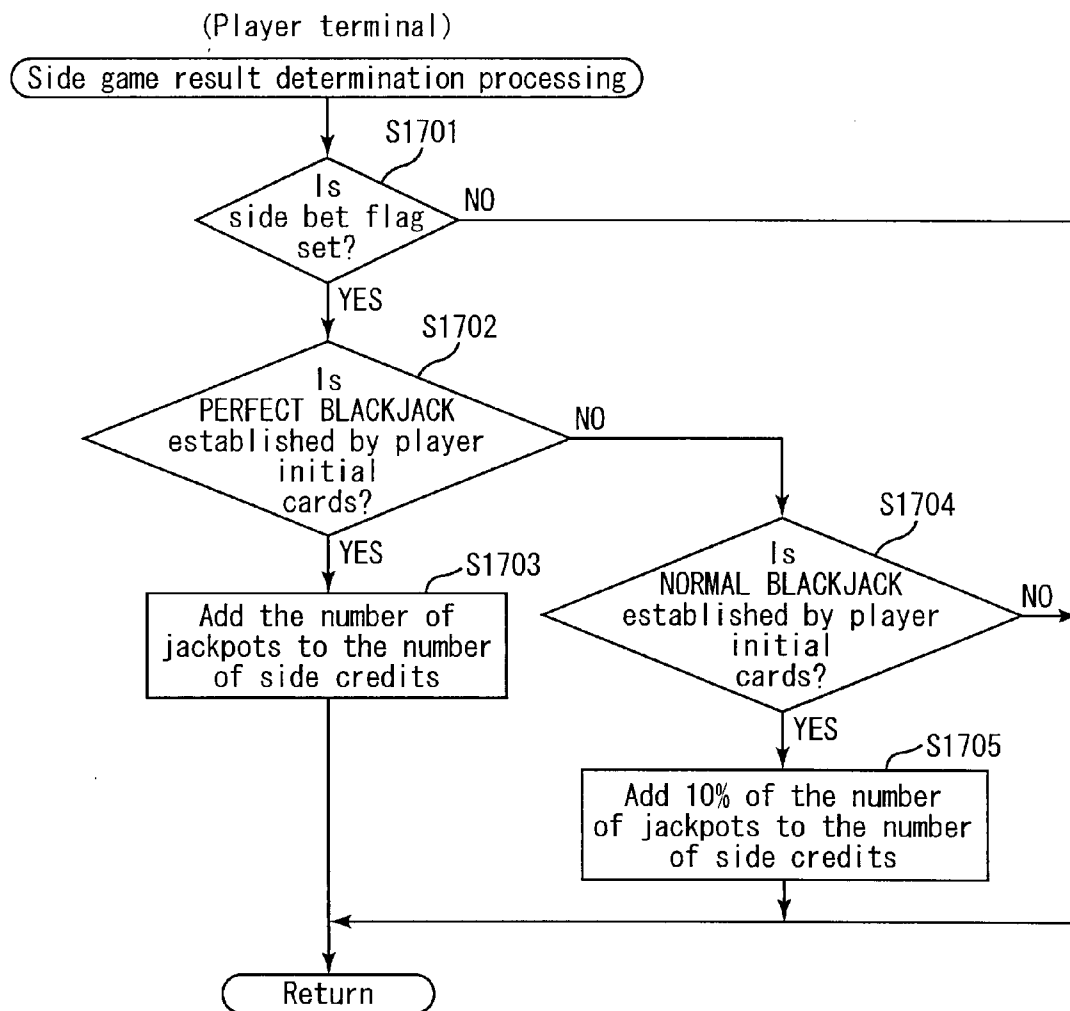 (Player terminal)
Side game result determination processing
S1701
Is
side bet flag
set?
NO
YES
S1702
Is
PERFECT BLACKJACK
established by player
initial
cards?
NO
YES
S1703
Add the number of
jackpots to the number
of side credits
S1704
Is
NORMAL BLACKJACK
established by player
initial
cards?
NO
YES
S1705
Add 10% of the number
of jackpots to the number
of side credits
Return